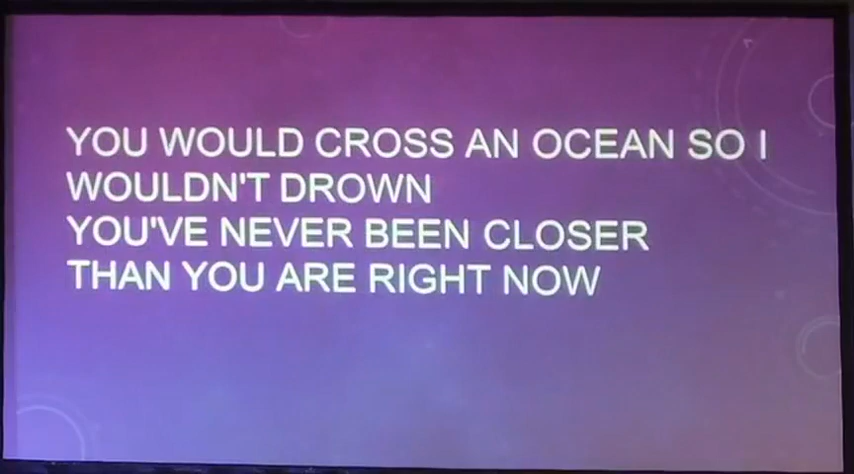 YOU WOULD CROSS AN OCEAN SO I
WOULDN'T DROWN
YOU'VE NEVER BEEN CLOSER
THAN YOU ARE RIGHT NOW